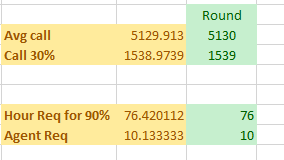 Round
Avg call 5129.913 5130
Call 30% 1538.9739 1539
Hour Req for 90% 76.420112 76
Agent Req 10.133333 10